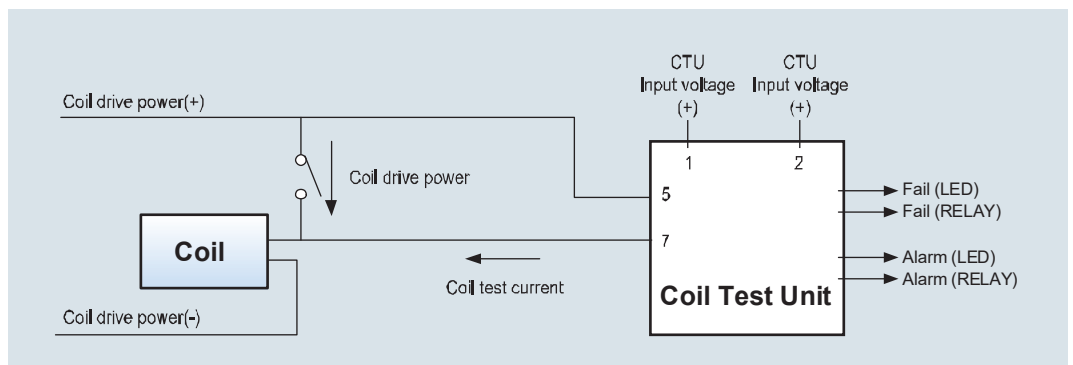 CTU
Input voltage
(+)
CTU
Input voltage
(+)
Coil drive power(+)
1
2
Coil drive power
5
Fail (LED)
Fail (RELAY)
7
Coil
Alarm (LED)
Alarm (RELAY)
Coil test current
Coil Test Unit
Coil drive power(-)